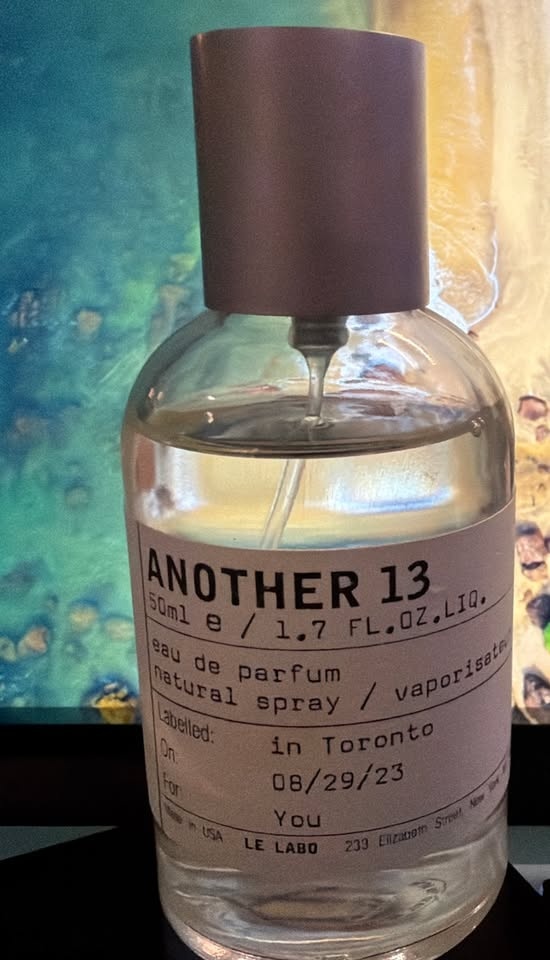 ANOTHER 13
50ml e / 1.7 FL.OZ.LIQ.
eau de parfum
natural spray / vaporisateu
Labelled: in Toronto
On: 08/29/23
For: You
Made in USA LE LABO 233 Elizabeth Street, New York